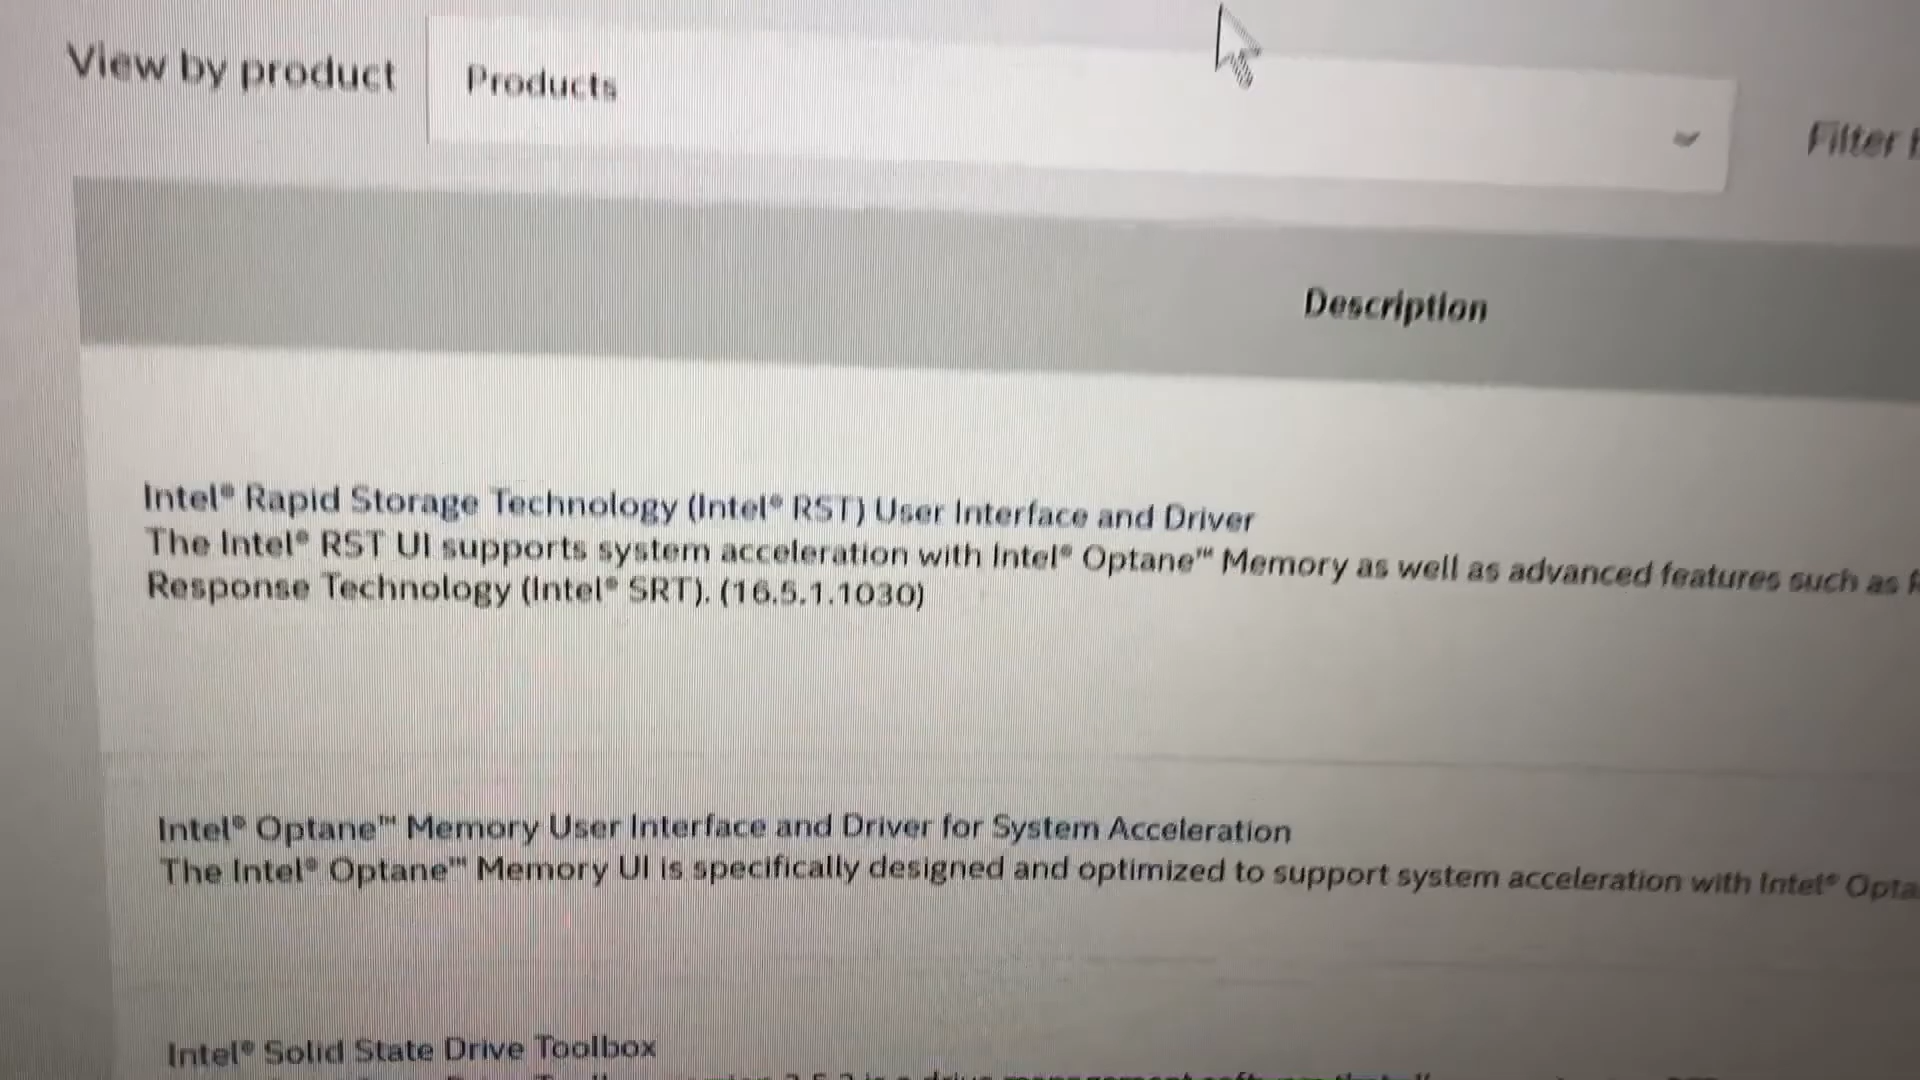 View by product
Products
Filter
Description
Intel® Rapid Storage Technology (Intel® RST) User Interface and Driver
The Intel® RST UI supports system acceleration with Intel® Optane™ Memory as well as advanced features such as
Response Technology (Intel® SRT). (16.5.1.1030)
Intel® Optane™ Memory User Interface and Driver for System Acceleration
The Intel® Optane™ Memory UI is specifically designed and optimized to support system acceleration with Intel® Opta
Intel® Solid State Drive Toolbox